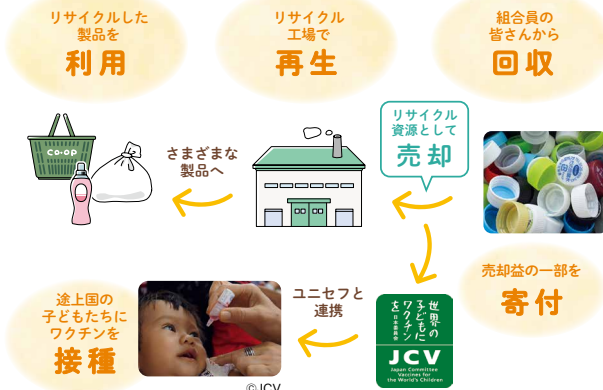 リサイクルした
製品を
利用
リサイクル
工場で
再生
組合員の
皆さんから
回収
リサイクル
資源として
売却
CO·OP
さまざまな
製品へ
売却益の一部を
寄付
ユニセフと
連携
途上国の
子どもたちに
ワクチンを
接種
世界の
子どもに
ワクチンを
日本委員会
JCV
Japan Committee
Vaccines for
the World's Children
©JCV